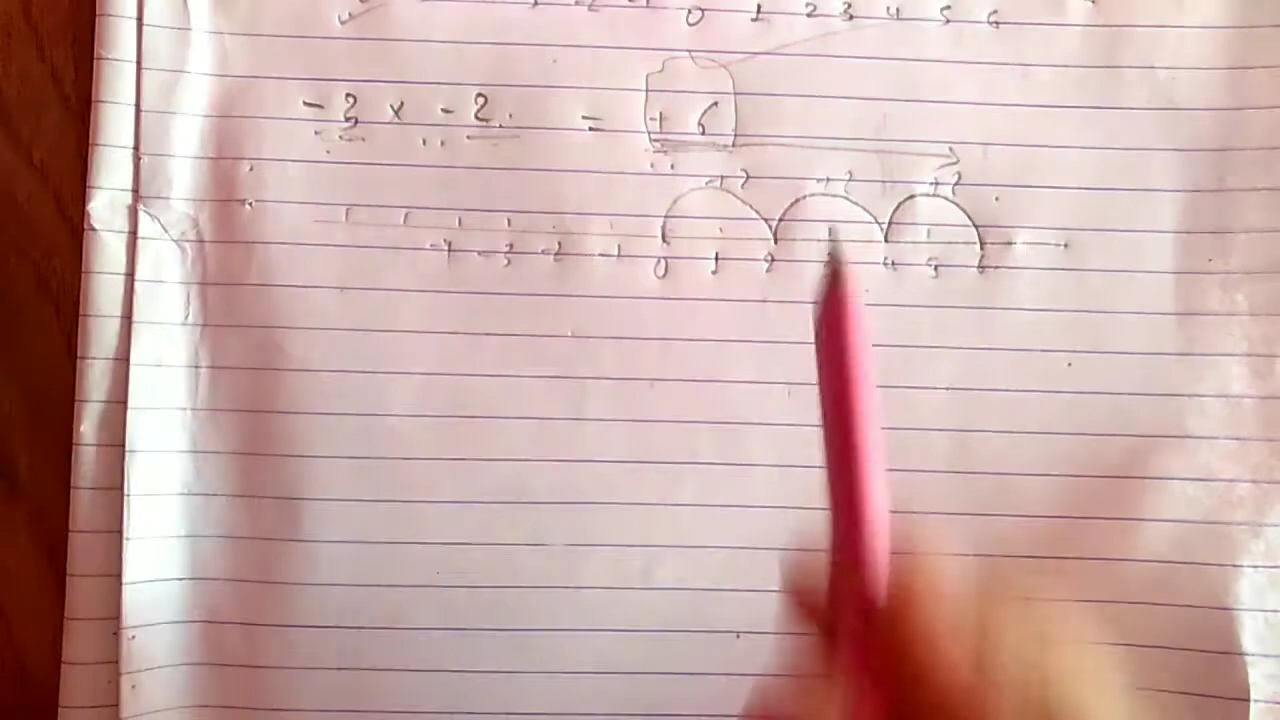 0 1 2 3 4 5 6
-3 x -2 = +6
+2 +2 +2
-4 -3 -2 -1 0 1 2 4 5 6